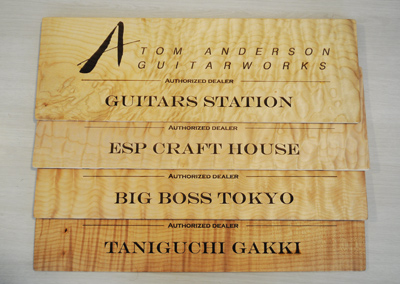 A TOM ANDERSON
GUITARWORKS
AUTHORIZED DEALER
GUITARS STATION
AUTHORIZED DEALER
ESP CRAFT HOUSE
AUTHORIZED DEALER
BIG BOSS TOKYO
AUTHORIZED DEALER
TANIGUCHI GAKKI